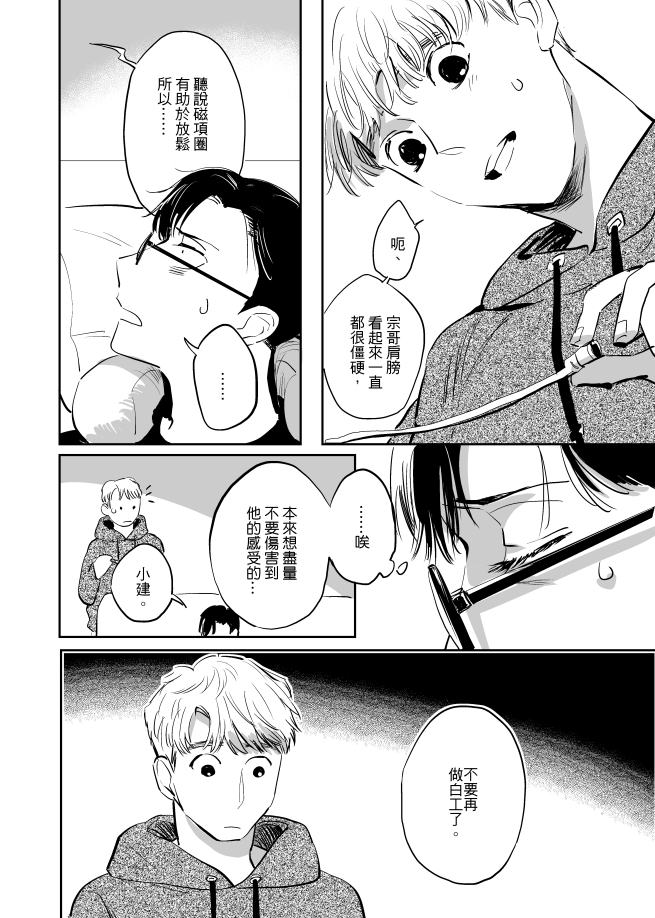 呃、
宗哥肩膀
看起來一直
都很僵硬，
聽說磁項圈
有助於放鬆
所以……
……
……唉
本來想盡量
不要傷害到
他的感受的…
小建。
不要再
做白工了。